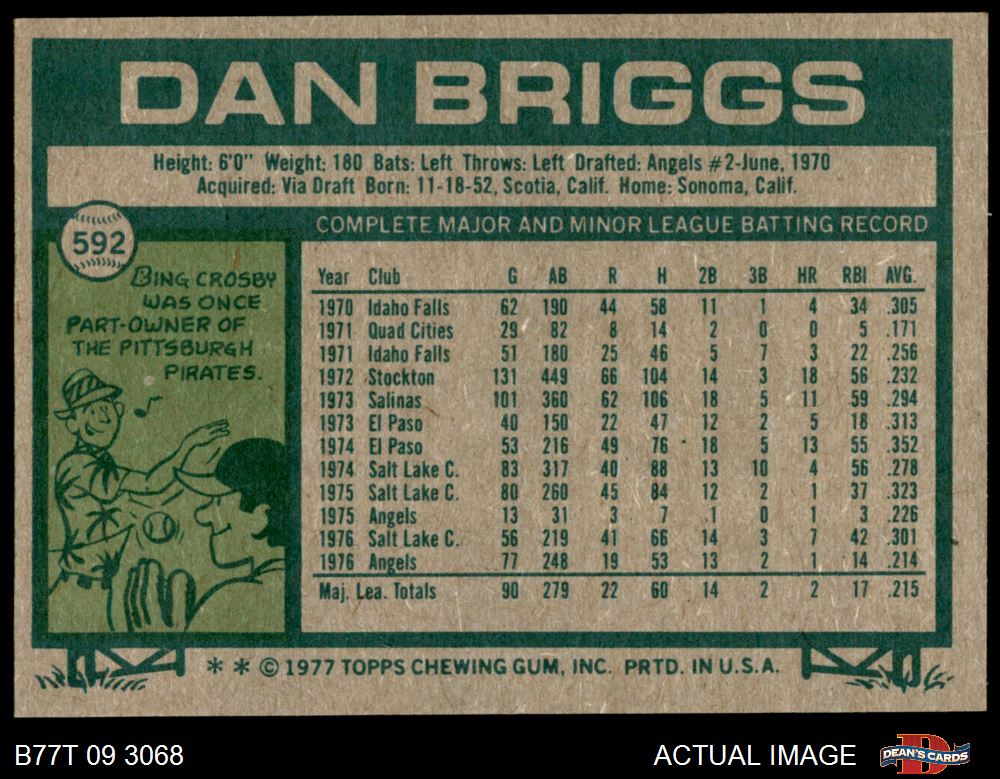 DAN BRIGGS
Height: 6'0" Weight: 180 Bats: Left Throws: Left Drafted: Angels #2-June, 1970
Acquired: Via Draft Born: 11-18-52, Scotia, Calif. Home: Sonoma, Calif.
592
BING CROSBY
WAS ONCE
PART-OWNER OF
THE PITTSBURGH
PIRATES.
COMPLETE MAJOR AND MINOR LEAGUE BATTING RECORD
Year Club G AB R H 2B 3B HR RBI AVG.
1970 Idaho Falls 62 190 44 58 11 1 4 34 .305
1971 Quad Cities 29 82 8 14 2 0 0 5 .171
1971 Idaho Falls 51 180 25 46 5 7 3 22 .256
1972 Stockton 131 449 66 104 14 3 18 56 .232
1973 Salinas 101 360 62 106 18 5 11 59 .294
1973 El Paso 40 150 22 47 12 2 5 18 .313
1974 El Paso 53 216 49 76 18 5 13 55 .352
1974 Salt Lake C. 83 317 40 88 13 10 4 56 .278
1975 Salt Lake C. 80 260 45 84 12 2 1 37 .323
1975 Angels 13 31 3 7 1 0 1 3 .226
1976 Salt Lake C. 56 219 41 66 14 3 7 42 .301
1976 Angels 77 248 19 53 13 2 1 14 .214
Maj. Lea. Totals 90 279 22 60 14 2 2 17 .215
* * © 1977 TOPPS CHEWING GUM, INC. PRTD. IN U.S.A.
B77T 09 3068
ACTUAL IMAGE
DEAN'S CARDS